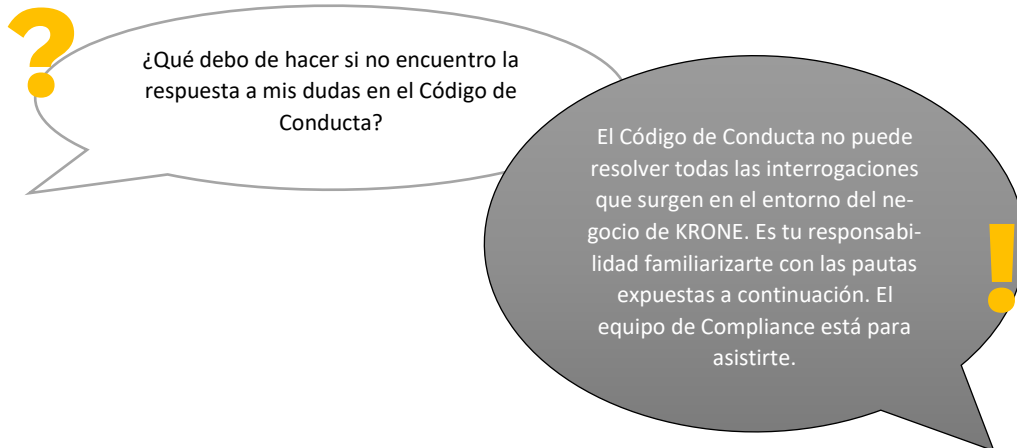 ?
¿Qué debo de hacer si no encuentro la
respuesta a mis dudas en el Código de
Conducta?
El Código de Conducta no puede
resolver todas las interrogaciones
que surgen en el entorno del ne-
gocio de KRONE. Es tu responsabi-
lidad familiarizarte con las pautas
expuestas a continuación. El
equipo de Compliance está para
asistirte.
!